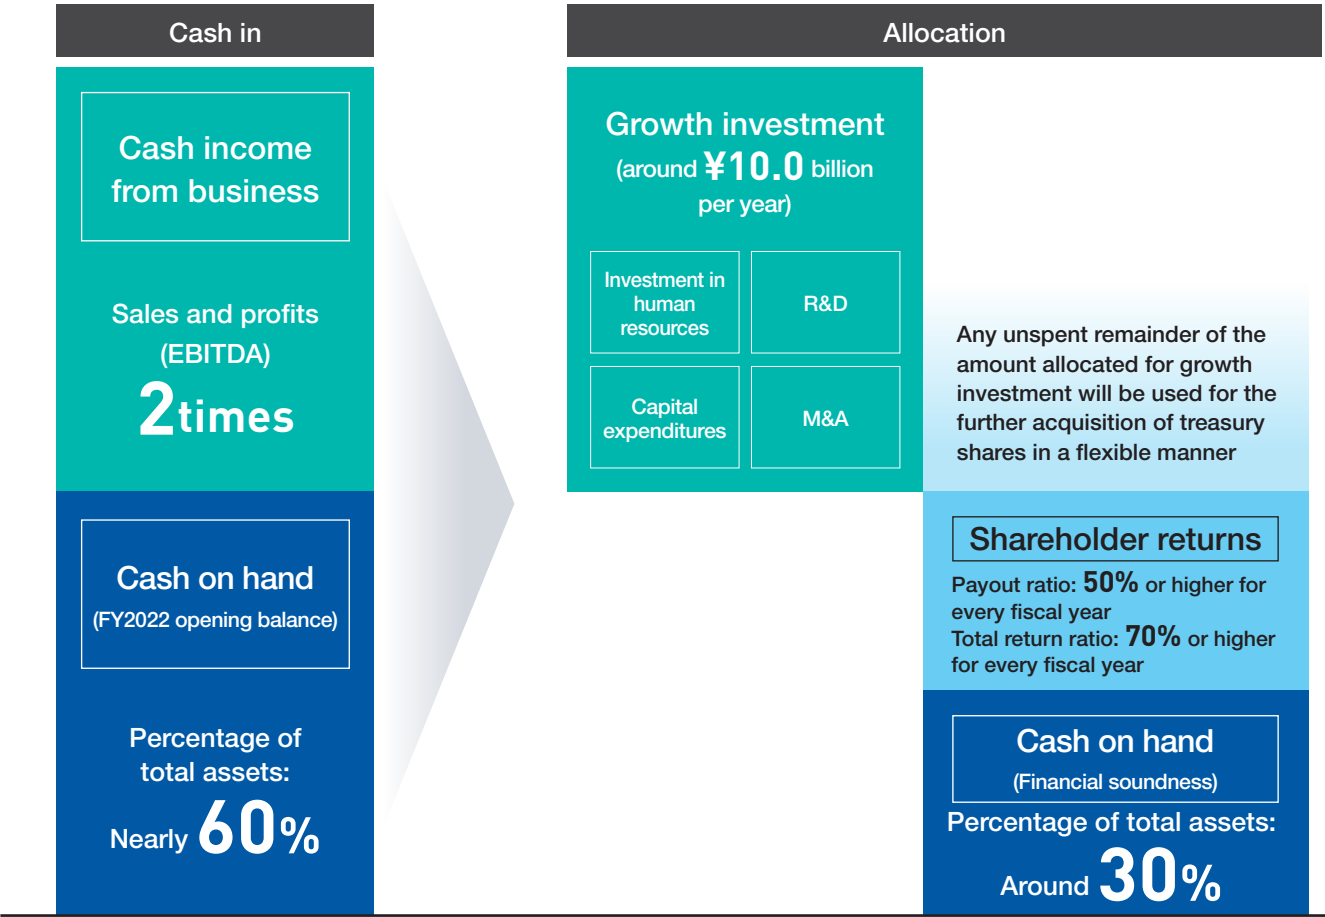 Cash in
Cash income
from business
Sales and profits
(EBITDA)
2times
Cash on hand
(FY2022 opening balance)
Percentage of
total assets:
Nearly 60%
Allocation
Growth investment
(around ¥10.0 billion
per year)
Investment in
human
resources
R&D
Capital
expenditures
M&A
Any unspent remainder of the
amount allocated for growth
investment will be used for the
further acquisition of treasury
shares in a flexible manner
Shareholder returns
Payout ratio: 50% or higher for
every fiscal year
Total return ratio: 70% or higher
for every fiscal year
Cash on hand
(Financial soundness)
Percentage of total assets:
Around 30%